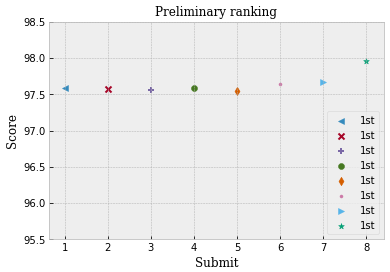 Preliminary ranking
98.5
98.0
97.5
97.0
96.5
96.0
95.5
Score
1st
1st
1st
1st
1st
1st
1st
1st
1 2 3 4 5 6 7 8
Submit